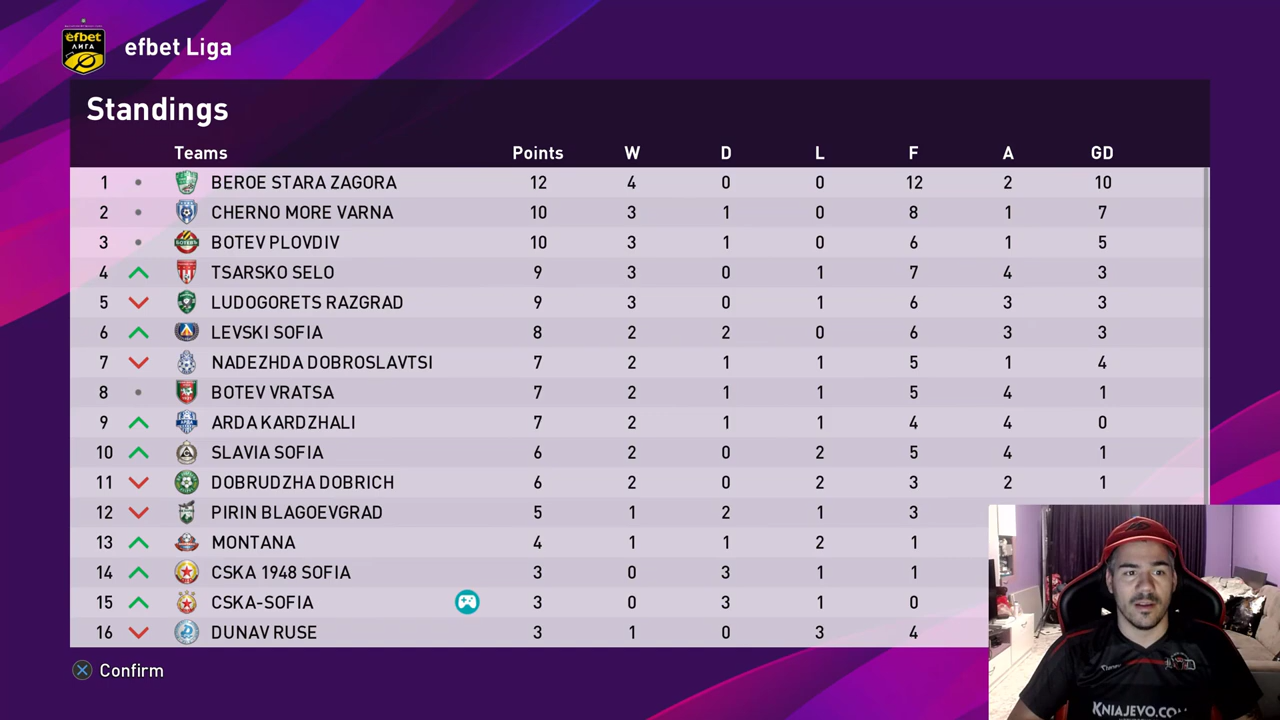 efbet
ЛИГА
efbet Liga
Standings
Teams Points W D L F A GD
1 BEROE STARA ZAGORA 12 4 0 0 12 2 10
2 CHERNO MORE VARNA 10 3 1 0 8 1 7
3 BOTEV PLOVDIV 10 3 1 0 6 1 5
4 TSARSKO SELO 9 3 0 1 7 4 3
5 LUDOGORETS RAZGRAD 9 3 0 1 6 3 3
6 LEVSKI SOFIA 8 2 2 0 6 3 3
7 NADEZHDA DOBROSLAVTSI 7 2 1 1 5 1 4
8 BOTEV VRATSA 7 2 1 1 5 4 1
9 ARDA KARDZHALI 7 2 1 1 4 4 0
10 SLAVIA SOFIA 6 2 0 2 5 4 1
11 DOBRUDZHA DOBRICH 6 2 0 2 3 2 1
12 PIRIN BLAGOEVGRAD 5 1 2 1 3
13 MONTANA 4 1 1 2 1
14 CSKA 1948 SOFIA 3 0 3 1 1
15 CSKA-SOFIA 3 0 3 1 0
16 DUNAV RUSE 3 1 0 3 4
Confirm
KNIAJEVO.CO